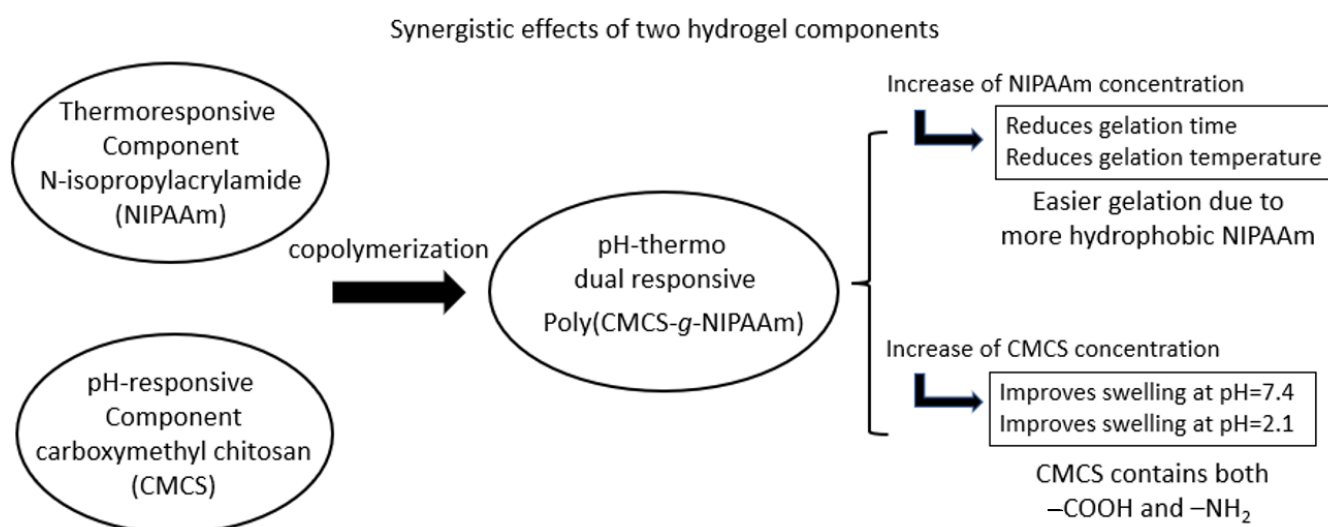 Synergistic effects of two hydrogel components
Thermoresponsive
Component
N-isopropylacrylamide
(NIPAAm)
pH-responsive
Component
carboxymethyl chitosan
(CMCS)
copolymerization
pH-thermo
dual responsive
Poly(CMCS-g-NIPAAm)
Increase of NIPAAm concentration
Reduces gelation time
Reduces gelation temperature
Easier gelation due to
more hydrophobic NIPAAm
Increase of CMCS concentration
Improves swelling at pH=7.4
Improves swelling at pH=2.1
CMCS contains both
–COOH and –NH₂